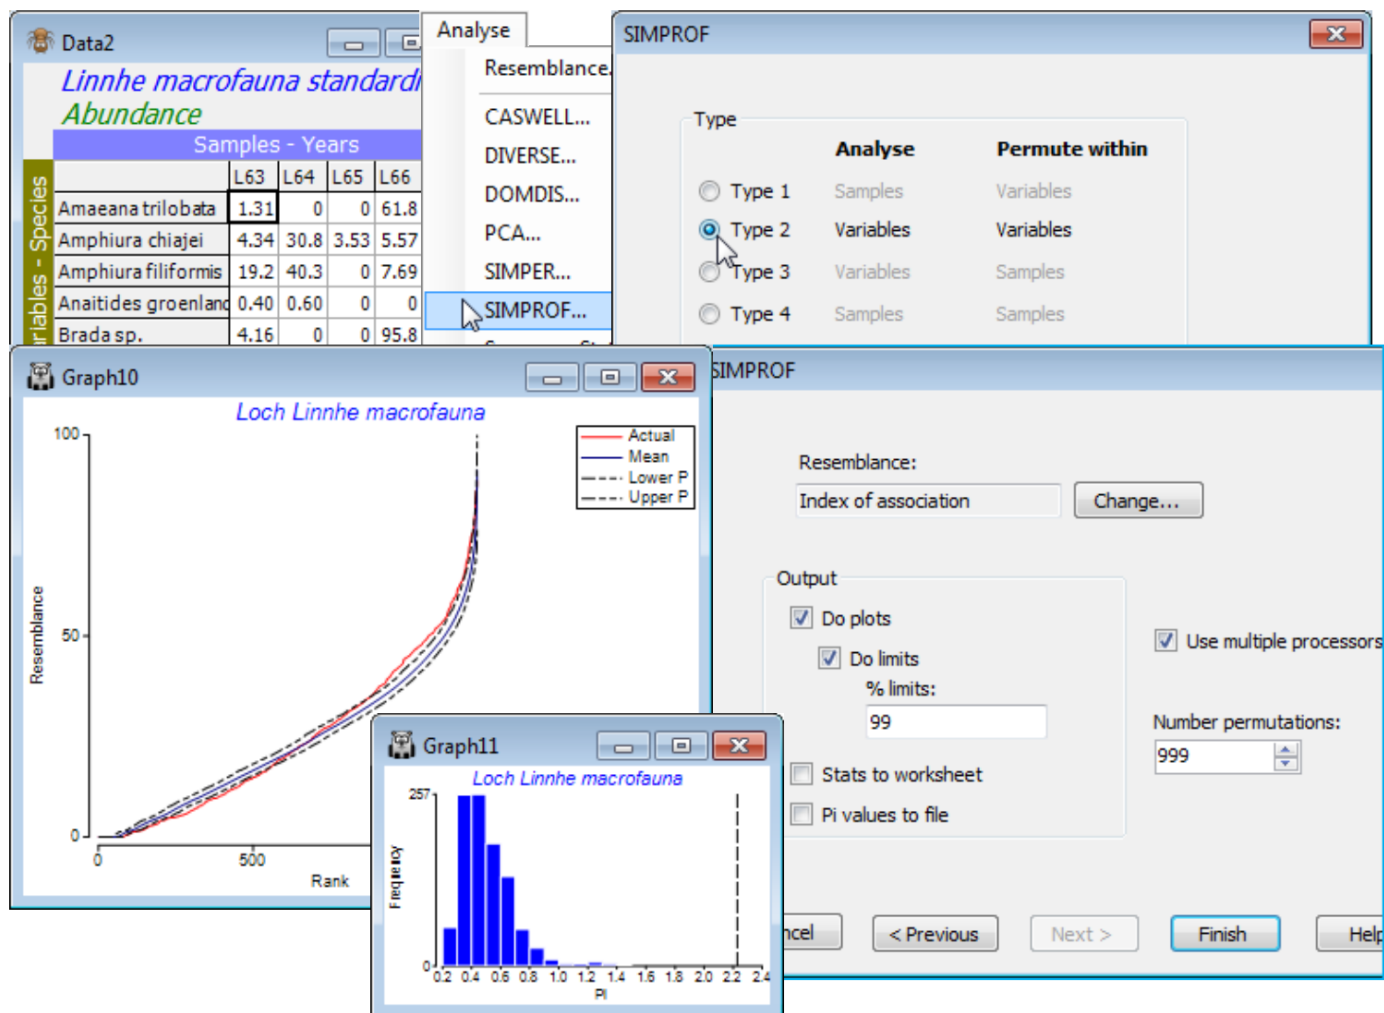 Data2
Linnhe macrofauna standardi
Abundance
Samples - Years
Variables - Species
L63 L64 L65 L66
Amaeana trilobata 1.31 0 0 61.8
Amphiura chiajei 4.34 30.8 3.53 5.57
Amphiura filiformis 19.2 40.3 0 7.69
Anaitides groenland 0.40 0.60 0 0
Brada sp. 4.16 0 0 95.8
Analyse
Resemblance.
CASWELL...
DIVERSE...
DOMDIS...
PCA...
SIMPER...
SIMPROF...
SIMPROF
Type
Analyse Permute within
Type 1 Samples Variables
Type 2 Variables Variables
Type 3 Variables Samples
Type 4 Samples Samples
Graph10
Loch Linnhe macrofauna
Actual
Mean
Lower P
Upper P
Resemblance
100
50
0
0 500
Rank
Graph11
Loch Linnhe macrofauna
Frequency
257
0
0.2 0.4 0.6 0.8 1.0 1.2 1.4 1.6 1.8 2.0 2.2 2.4
Pi
SIMPROF
Resemblance:
Index of association Change...
Output
Do plots
Do limits
% limits:
99
Stats to worksheet
Pi values to file
Use multiple processors
Number permutations:
999
ncel < Previous Next > Finish Help